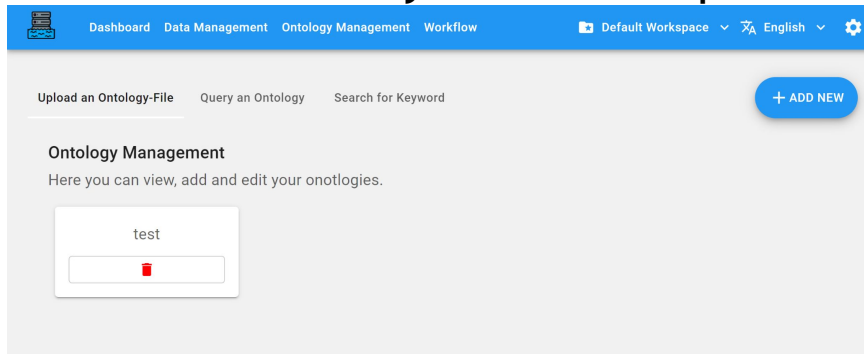 Dashboard Data Management Ontology Management Workflow Default Workspace English
Upload an Ontology-File Query an Ontology Search for Keyword + ADD NEW
Ontology Management
Here you can view, add and edit your onotlogies.
test